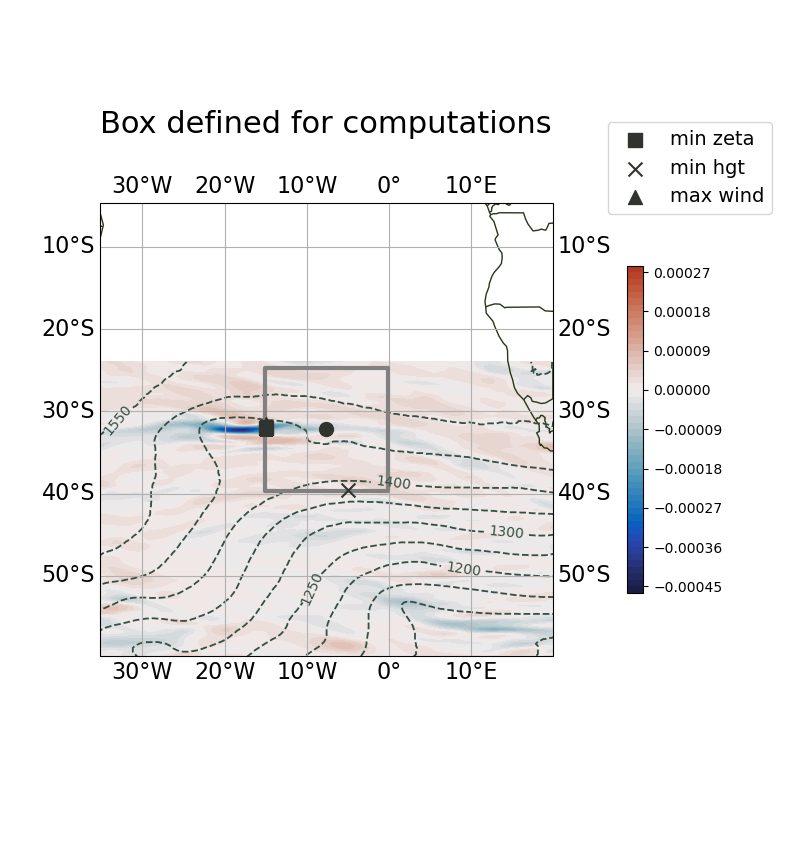 Box defined for computations
min zeta
min hgt
max wind
30°W 20°W 10°W 0° 10°E
10°S 10°S
20°S 20°S
30°S 30°S
40°S 40°S
50°S 50°S
30°W 20°W 10°W 0° 10°E
1550
1400
1300
1200
1250
0.00027
0.00018
0.00009
0.00000
−0.00009
−0.00018
−0.00027
−0.00036
−0.00045